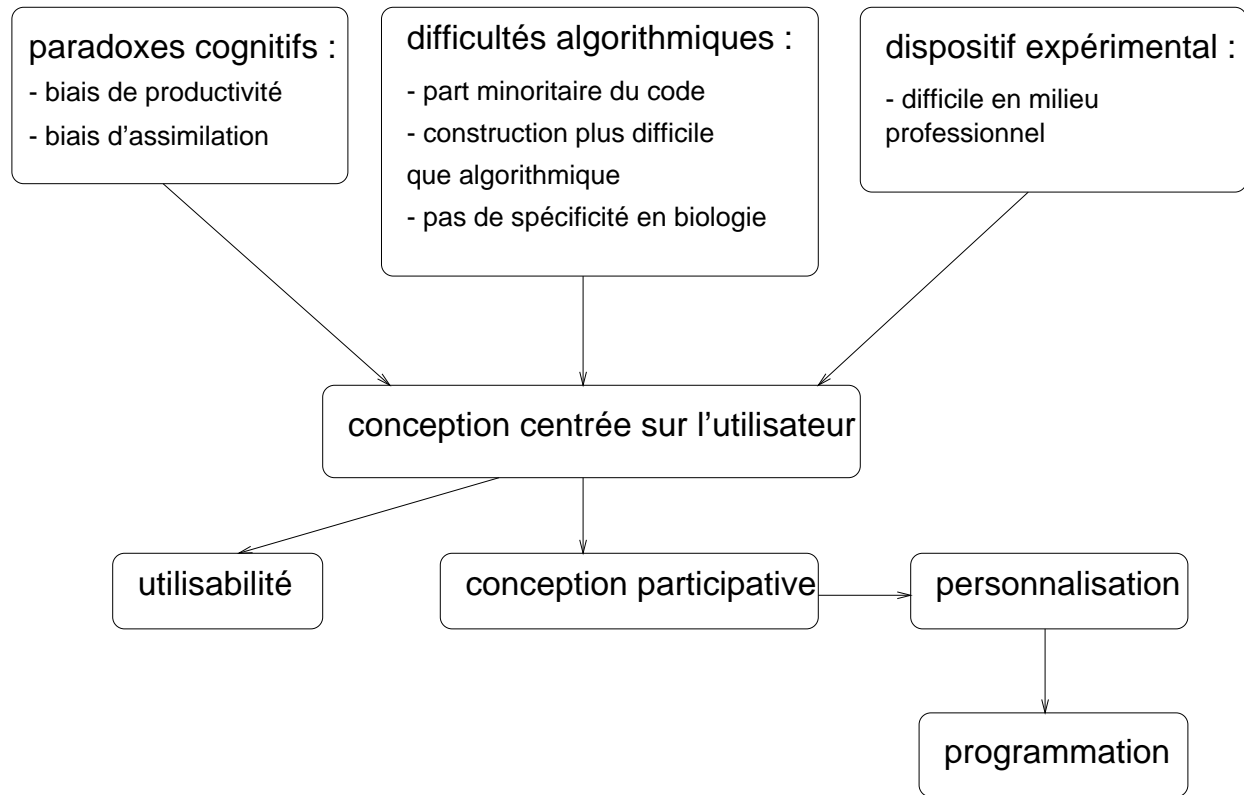 paradoxes cognitifs :
- biais de productivité
- biais d'assimilation
difficultés algorithmiques :
- part minoritaire du code
- construction plus difficile
que algorithmique
- pas de spécificité en biologie
dispositif expérimental :
- difficile en milieu
professionnel
conception centrée sur l'utilisateur
utilisabilité
conception participative
personnalisation
programmation